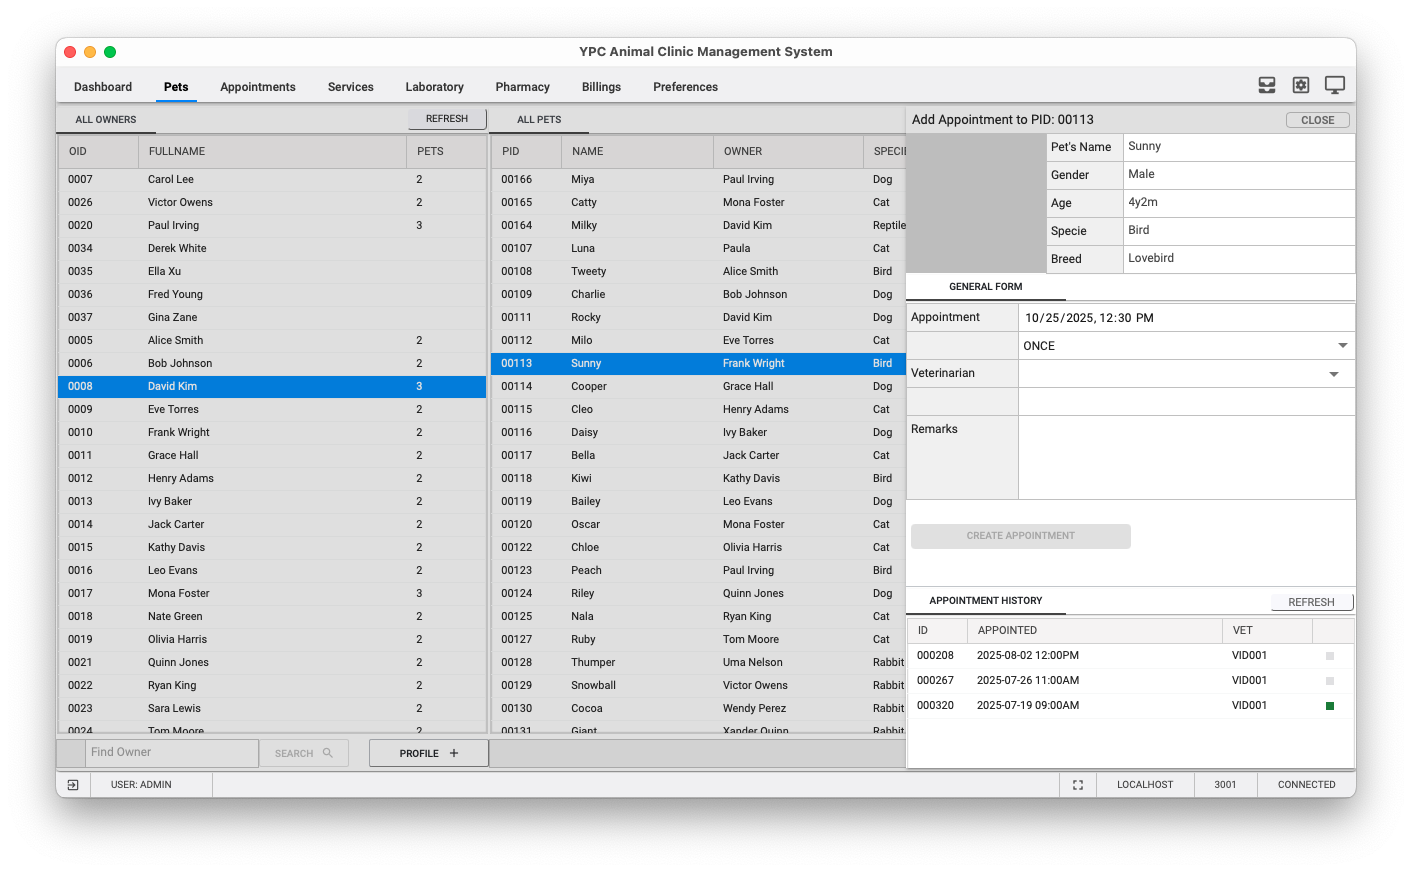 YPC Animal Clinic Management System
Dashboard Pets Appointments Services Laboratory Pharmacy Billings Preferences
ALL OWNERS REFRESH
OID FULLNAME PETS
0007 Carol Lee 2
0026 Victor Owens 2
0020 Paul Irving 3
0034 Derek White
0035 Ella Xu
0036 Fred Young
0037 Gina Zane
0005 Alice Smith 2
0006 Bob Johnson 2
0008 David Kim 3
0009 Eve Torres 2
0010 Frank Wright 2
0011 Grace Hall 2
0012 Henry Adams 2
0013 Ivy Baker 2
0014 Jack Carter 2
0015 Kathy Davis 2
0016 Leo Evans 2
0017 Mona Foster 3
0018 Nate Green 2
0019 Olivia Harris 2
0021 Quinn Jones 2
0022 Ryan King 2
0023 Sara Lewis 2
0024 Tom Moore 2
Find Owner SEARCH PROFILE +
ALL PETS
PID NAME OWNER SPECIE
00166 Miya Paul Irving Dog
00165 Catty Mona Foster Cat
00164 Milky David Kim Reptile
00107 Luna Paula Cat
00108 Tweety Alice Smith Bird
00109 Charlie Bob Johnson Dog
00111 Rocky David Kim Dog
00112 Milo Eve Torres Cat
00113 Sunny Frank Wright Bird
00114 Cooper Grace Hall Dog
00115 Cleo Henry Adams Cat
00116 Daisy Ivy Baker Dog
00117 Bella Jack Carter Cat
00118 Kiwi Kathy Davis Bird
00119 Bailey Leo Evans Dog
00120 Oscar Mona Foster Cat
00122 Chloe Olivia Harris Cat
00123 Peach Paul Irving Bird
00124 Riley Quinn Jones Dog
00125 Nala Ryan King Cat
00127 Ruby Tom Moore Cat
00128 Thumper Uma Nelson Rabbit
00129 Snowball Victor Owens Rabbit
00130 Cocoa Wendy Perez Rabbit
00131 Giant Xander Quinn Rabbit
Add Appointment to PID: 00113 CLOSE
Pet's Name Sunny
Gender Male
Age 4y2m
Specie Bird
Breed Lovebird
GENERAL FORM
Appointment 10/25/2025, 12:30 PM
ONCE
Veterinarian
Remarks
CREATE APPOINTMENT
APPOINTMENT HISTORY REFRESH
ID APPOINTED VET
000208 2025-08-02 12:00PM VID001
000267 2025-07-26 11:00AM VID001
000320 2025-07-19 09:00AM VID001
USER: ADMIN LOCALHOST 3001 CONNECTED